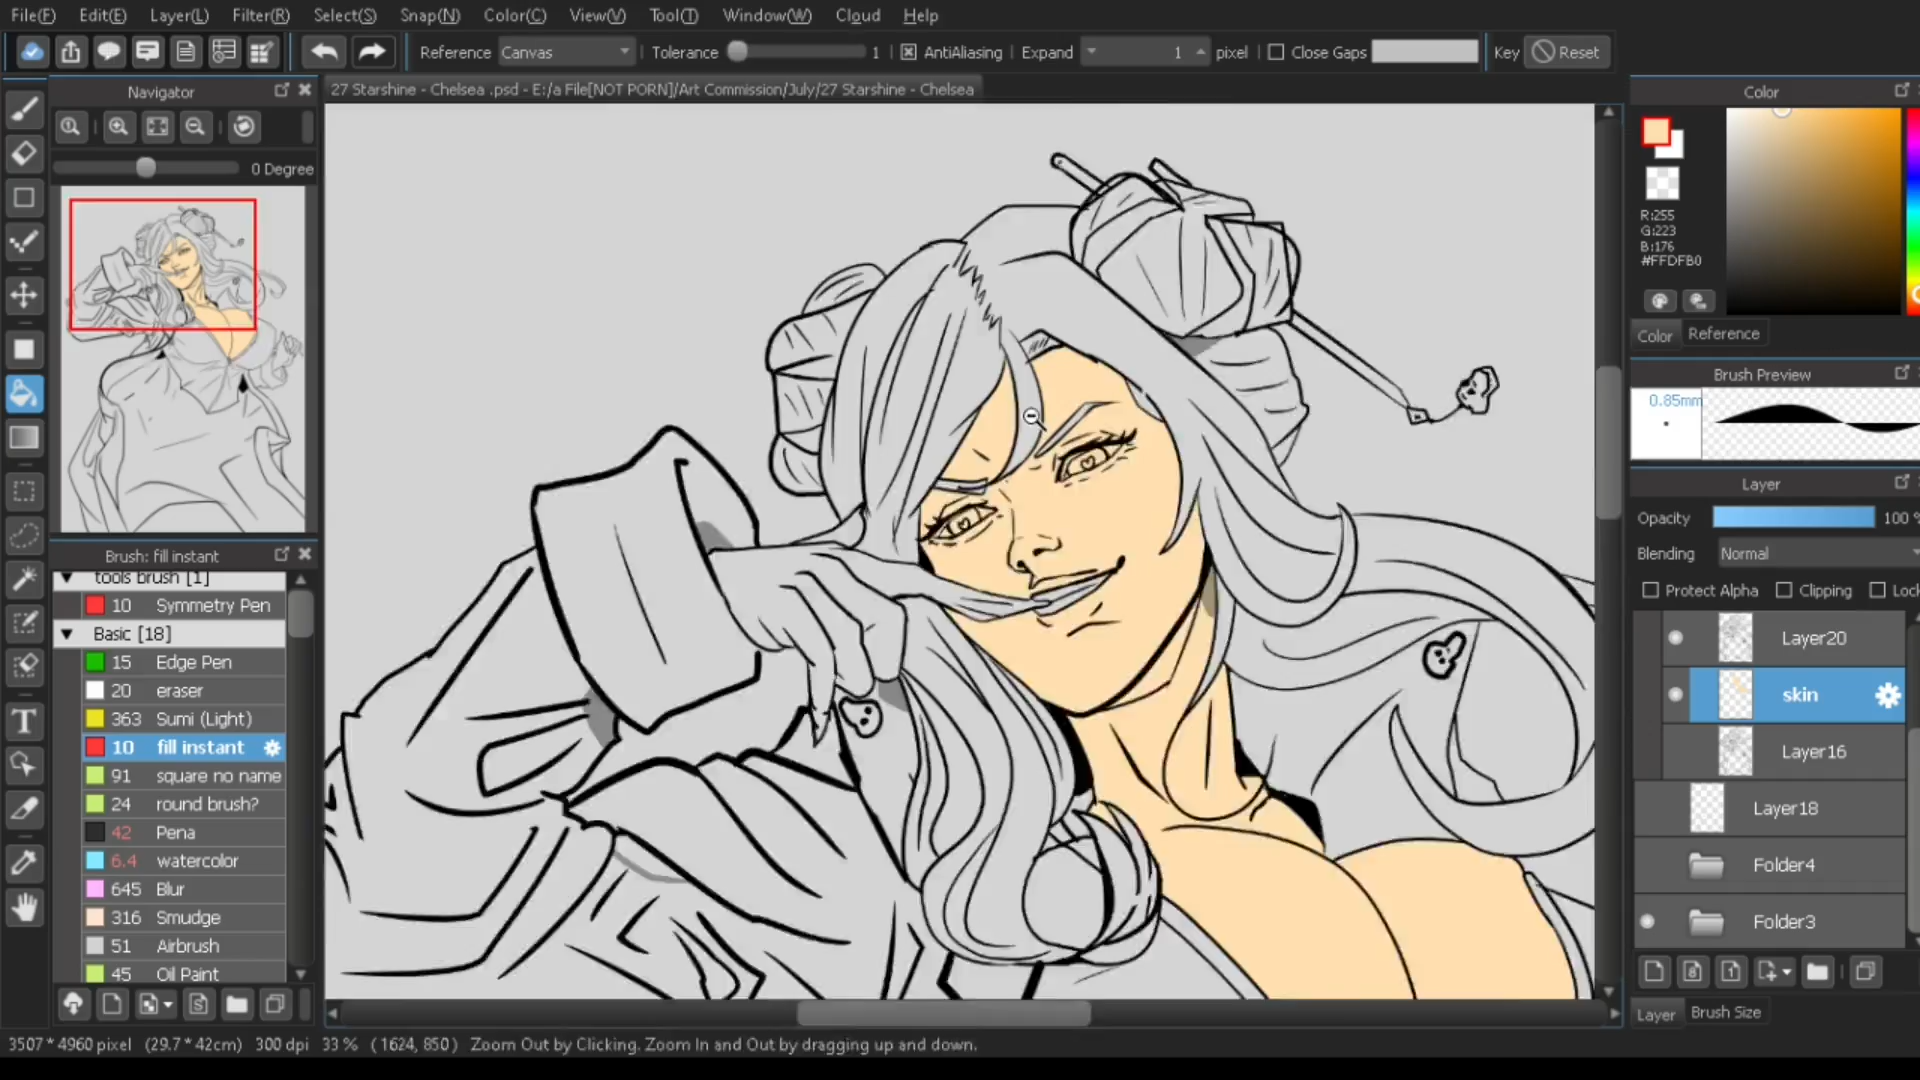 File(F) Edit(E) Layer(L) Filter(R) Select(S) Snap(N) Color(C) View(V) Tool(T) Window(W) Cloud Help
Reference Canvas Tolerance 1 AntiAliasing Expand 1 pixel Close Gaps Key Reset
Navigator
27 Starshine - Chelsea .psd - E:/a File[NOT PORN]/Art Commission/July/27 Starshine - Chelsea
Color
0 Degree
R:255
G:223
B:176
#FFDFB0
Color Reference
Brush Preview
0.85mm
Layer
Opacity 100 %
Blending Normal
Protect Alpha Clipping Lock
Layer20
skin
Layer16
Layer18
Folder4
Folder3
Layer Brush Size
Brush: fill instant
tools brush [1]
10 Symmetry Pen
Basic [18]
15 Edge Pen
20 eraser
363 Sumi (Light)
10 fill instant
91 square no name
24 round brush?
42 Pena
6.4 watercolor
645 Blur
316 Smudge
51 Airbrush
45 Oil Paint
3507 * 4960 pixel (29.7 * 42cm) 300 dpi 33 % ( 1624, 850 ) Zoom Out by Clicking. Zoom In and Out by dragging up and down.